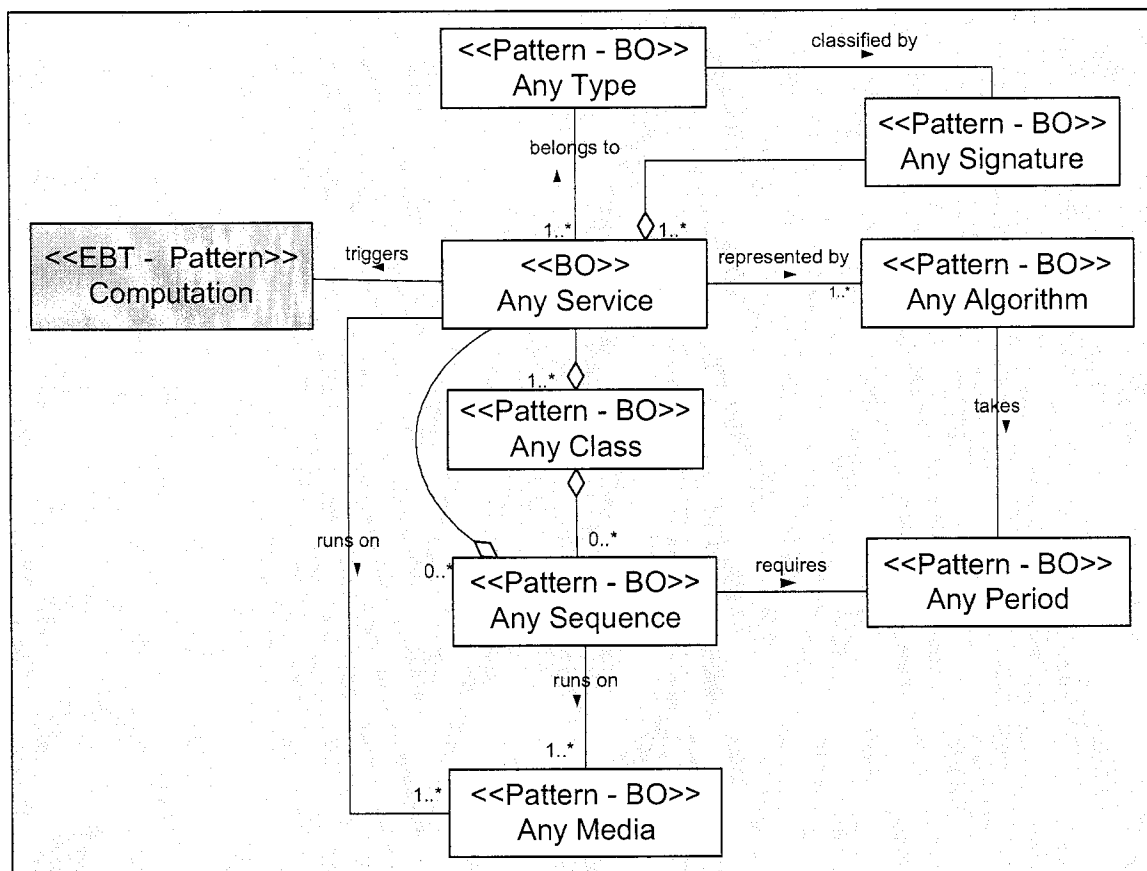 <<Pattern - BO>>
Any Type
classified by
<<Pattern - BO>>
Any Signature
belongs to
1..*
1..*
<<EBT - Pattern>>
Computation
triggers
<<BO>>
Any Service
represented by
1..*
<<Pattern - BO>>
Any Algorithm
1..*
<<Pattern - BO>>
Any Class
takes
runs on
0..*
0..*
<<Pattern - BO>>
Any Sequence
requires
<<Pattern - BO>>
Any Period
runs on
1..*
1..*
<<Pattern - BO>>
Any Media